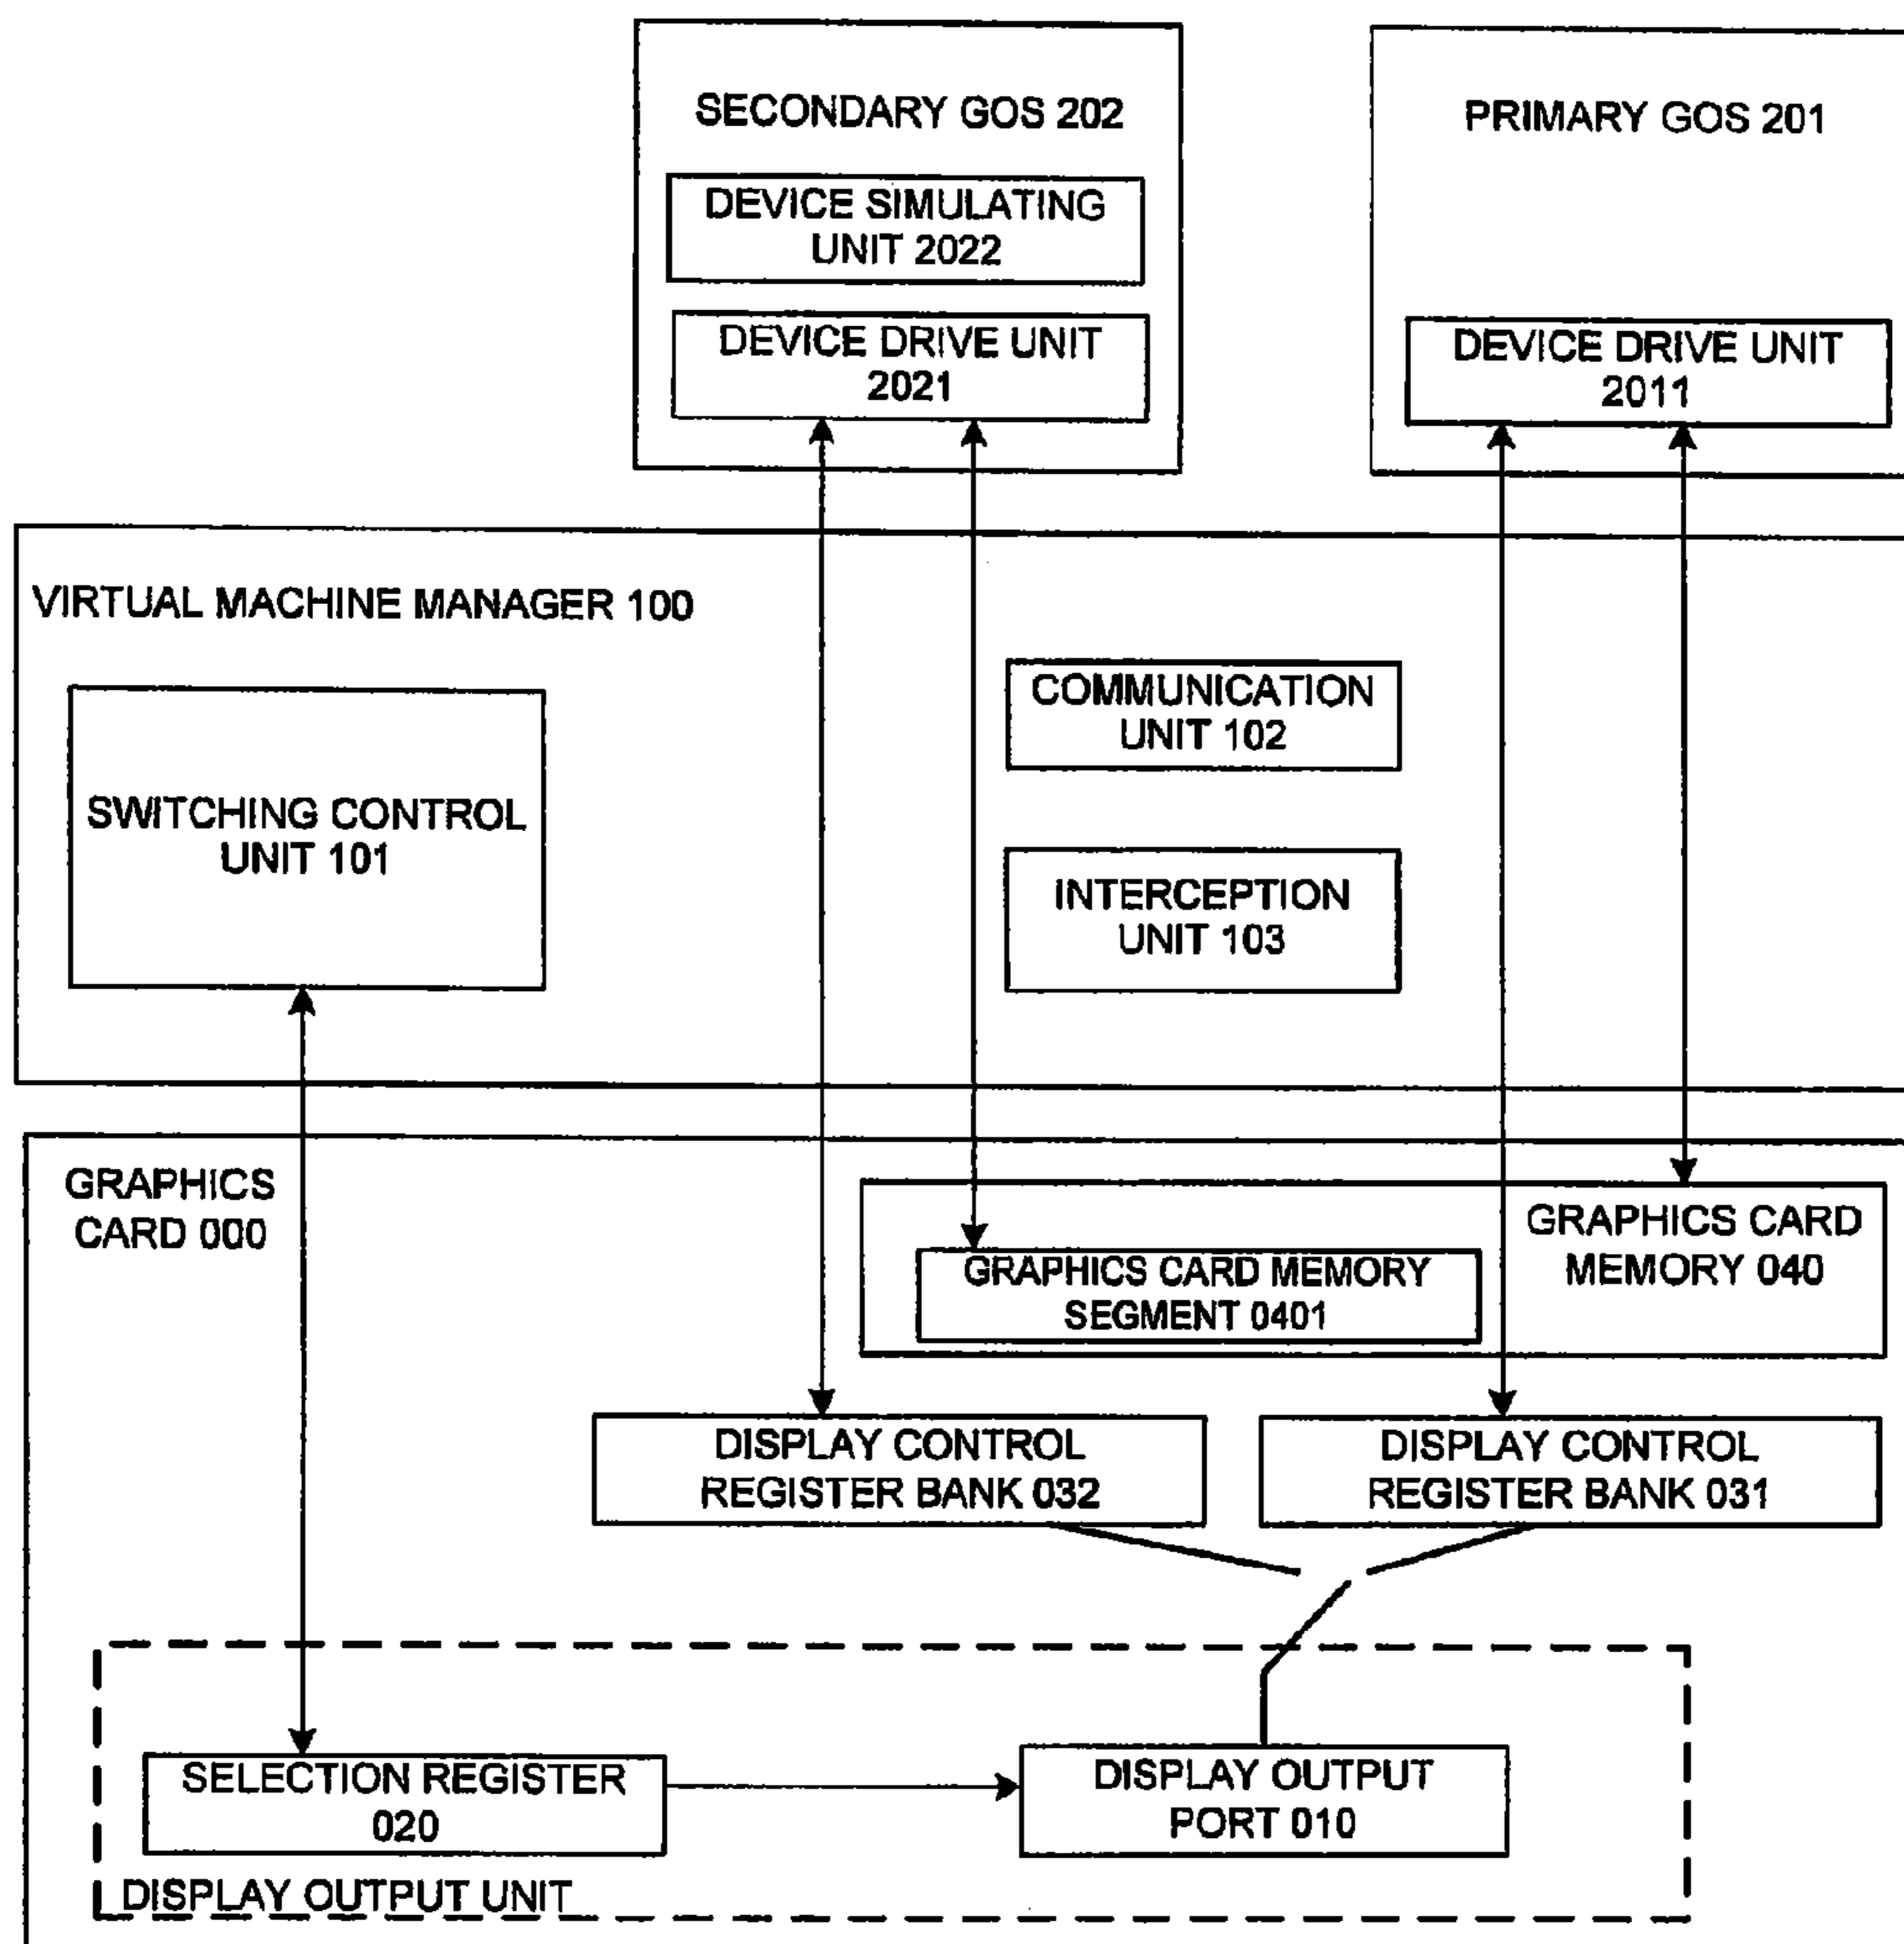 SECONDARY GOS 202
DEVICE SIMULATING
UNIT 2022
DEVICE DRIVE UNIT
2021
PRIMARY GOS 201
DEVICE DRIVE UNIT
2011
VIRTUAL MACHINE MANAGER 100
SWITCHING CONTROL
UNIT 101
COMMUNICATION
UNIT 102
INTERCEPTION
UNIT 103
GRAPHICS
CARD 000
GRAPHICS CARD
MEMORY 040
GRAPHICS CARD MEMORY
SEGMENT 0401
DISPLAY CONTROL
REGISTER BANK 032
DISPLAY CONTROL
REGISTER BANK 031
SELECTION REGISTER
020
DISPLAY OUTPUT
PORT 010
DISPLAY OUTPUT UNIT